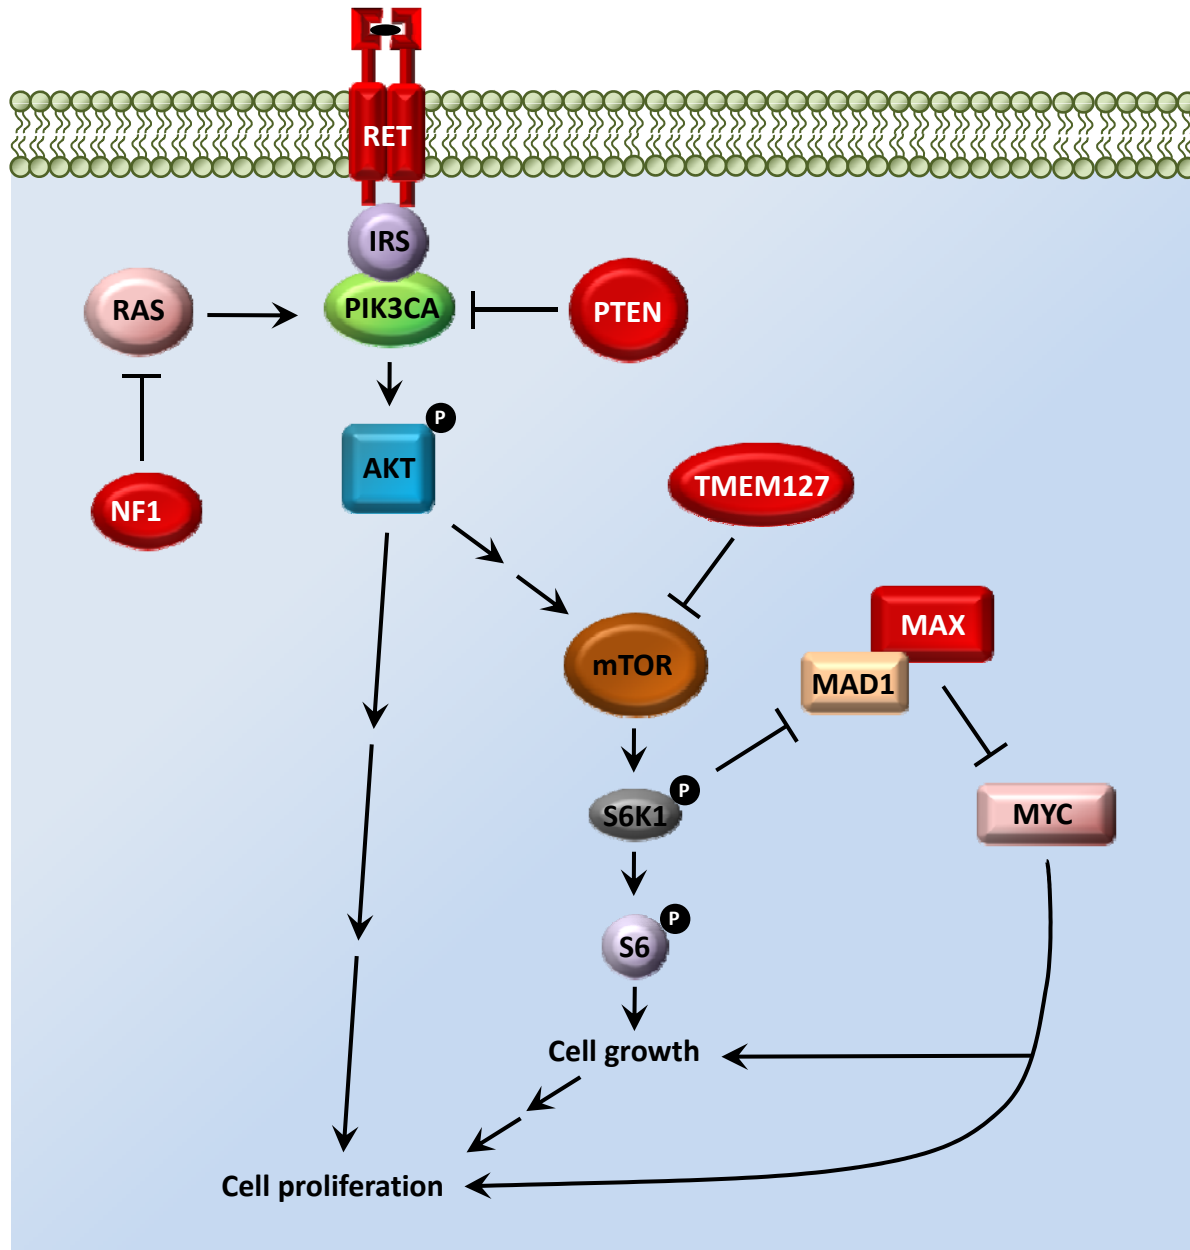 RET
IRS
RAS
PIK3CA
PTEN
P
AKT
NF1
TMEM127
MAX
mTOR
MAD1
P
S6K1
MYC
P
S6
Cell growth
Cell proliferation